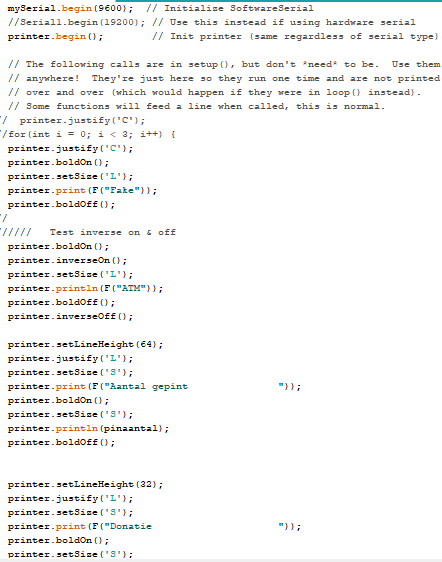 mySerial.begin(9600);  // Initialize SoftwareSerial
//Serial1.begin(19200); // Use this instead if using hardware serial
printer.begin();        // Init printer (same regardless of serial type)

// The following calls are in setup(), but don't *need* to be.  Use them
// anywhere!  They're just here so they run one time and are not printed
// over and over (which would happen if they were in loop() instead).
// Some functions will feed a line when called, this is normal.
//  printer.justify('C');
//for(int i = 0; i < 3; i++) {
printer.justify('C');
printer.boldOn();
printer.setSize('L');
printer.print(F("Fake"));
printer.boldOff();
//
//////   Test inverse on & off
printer.boldOn();
printer.inverseOn();
printer.setSize('L');
printer.println(F("ATM"));
printer.boldOff();
printer.inverseOff();

printer.setLineHeight(64);
printer.justify('L');
printer.setSize('S');
printer.print(F("Aantal gepint              "));
printer.boldOn();
printer.setSize('S');
printer.println(pinaantal);
printer.boldOff();

printer.setLineHeight(32);
printer.justify('L');
printer.setSize('S');
printer.print(F("Donatie                    "));
printer.boldOn();
printer.setSize('S');